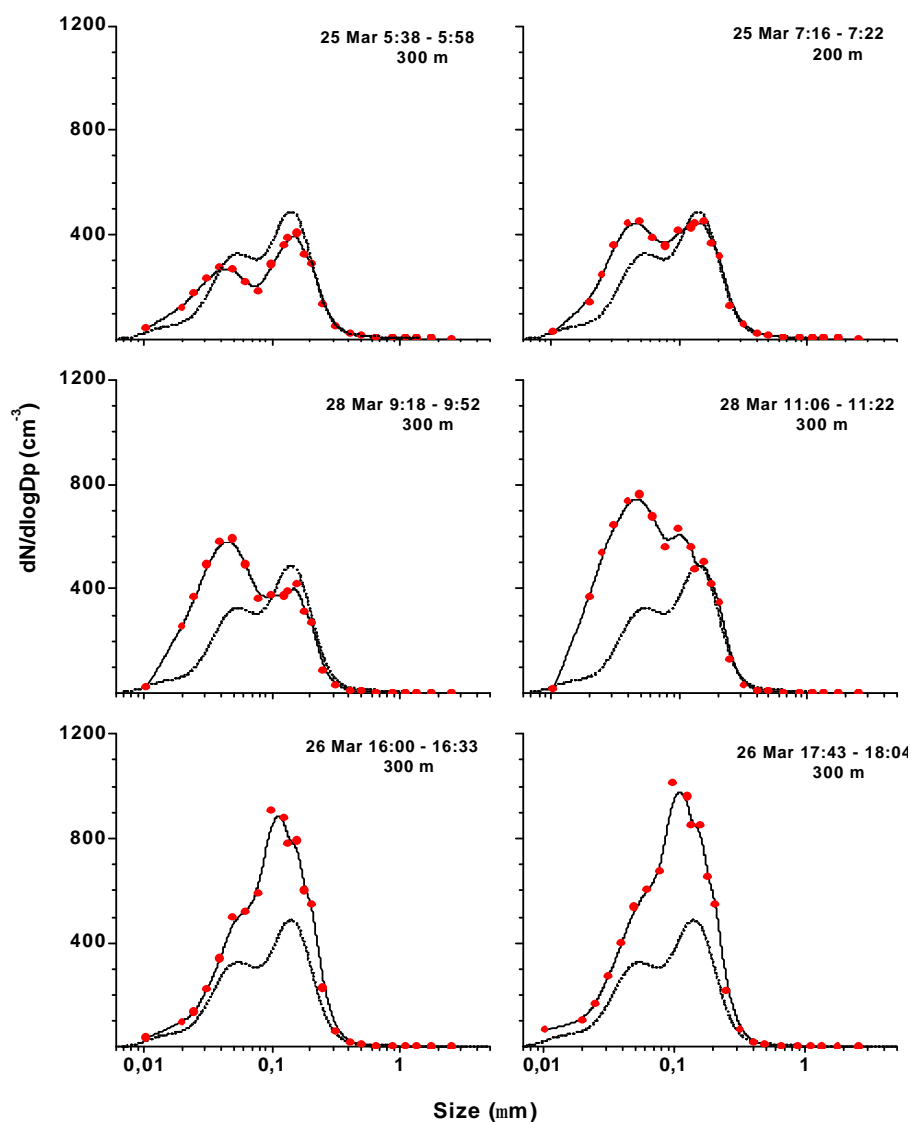 1200
800
400
25 Mar 5:38 - 5:58
300 m
25 Mar 7:16 - 7:22
200 m
1200
800
400
28 Mar 9:18 - 9:52
300 m
28 Mar 11:06 - 11:22
300 m
dN/dlogDp (cm-3)
1200
800
400
26 Mar 16:00 - 16:33
300 m
26 Mar 17:43 - 18:04
300 m
0,01 0,1 1
0,01 0,1 1
Size (mm)